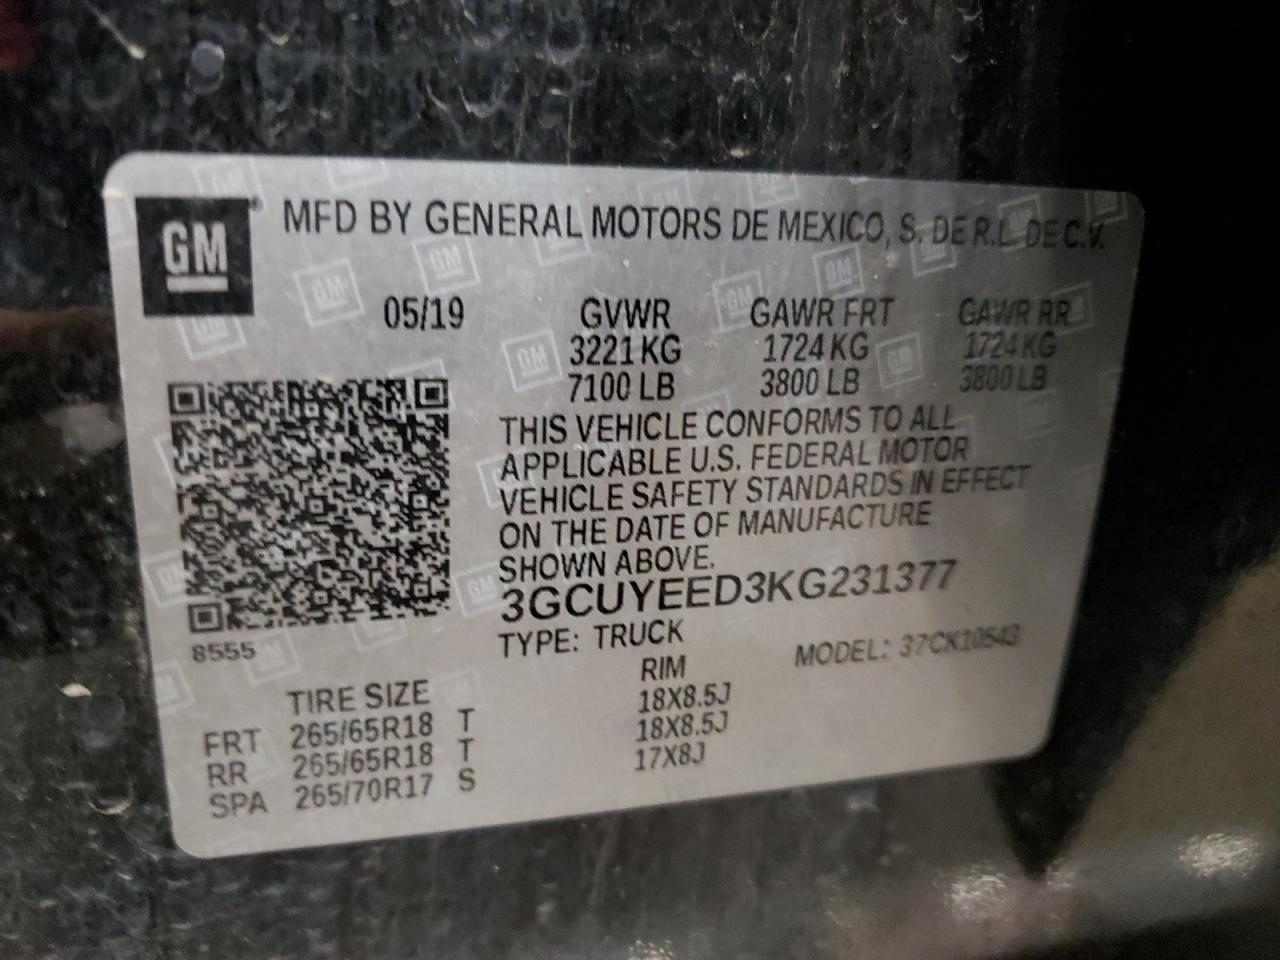 GM
MFD BY GENERAL MOTORS DE MEXICO, S. DE R.L. DE C.V.
05/19 GVWR GAWR FRT GAWR RR
3221 KG 1724 KG 1724 KG
7100 LB 3800 LB 3800 LB
THIS VEHICLE CONFORMS TO ALL
APPLICABLE U.S. FEDERAL MOTOR
VEHICLE SAFETY STANDARDS IN EFFECT
ON THE DATE OF MANUFACTURE
SHOWN ABOVE.
3GCUYEED3KG231377
8555
TYPE: TRUCK MODEL: 37CK10543
TIRE SIZE RIM
FRT 265/65R18 T 18X8.5J
RR 265/65R18 T 18X8.5J
SPA 265/70R17 S 17X8J